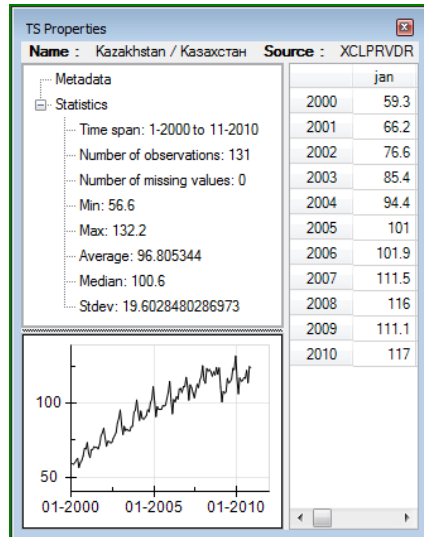 TS Properties
Name : Kazakhstan / Казахстан Source : XCLPRVDR
Metadata
Statistics
Time span: 1-2000 to 11-2010
Number of observations: 131
Number of missing values: 0
Min: 56.6
Max: 132.2
Average: 96.805344
Median: 100.6
Stdev: 19.6028480286973
100
50
01-2000 01-2005 01-2010
jan
2000 59.3
2001 66.2
2002 76.6
2003 85.4
2004 94.4
2005 101
2006 101.9
2007 111.5
2008 116
2009 111.1
2010 117